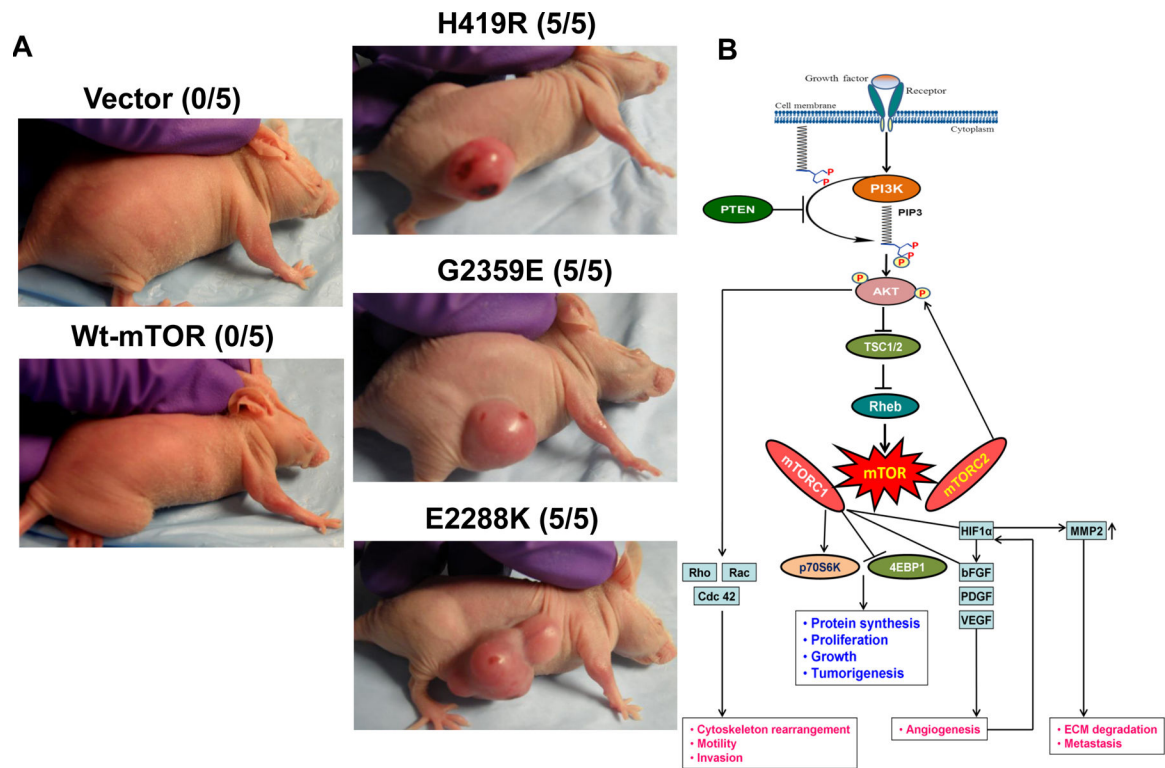 A
Vector (0/5)
Wt-mTOR (0/5)
H419R (5/5)
G2359E (5/5)
E2288K (5/5)
B
Growth factor
Receptor
Cell membrane
Cytoplasm
P
P
PI3K
PTEN
PIP3
P
P
P
P
AKT
P
TSC1/2
Rheb
mTORC1
mTOR
mTORC2
HIF1α
MMP2
p70S6K
4EBP1
bFGF
PDGF
VEGF
Rho
Rac
Cdc 42
• Protein synthesis
• Proliferation
• Growth
• Tumorigenesis
• Cytoskeleton rearrangement
• Motility
• Invasion
• Angiogenesis
• ECM degradation
• Metastasis